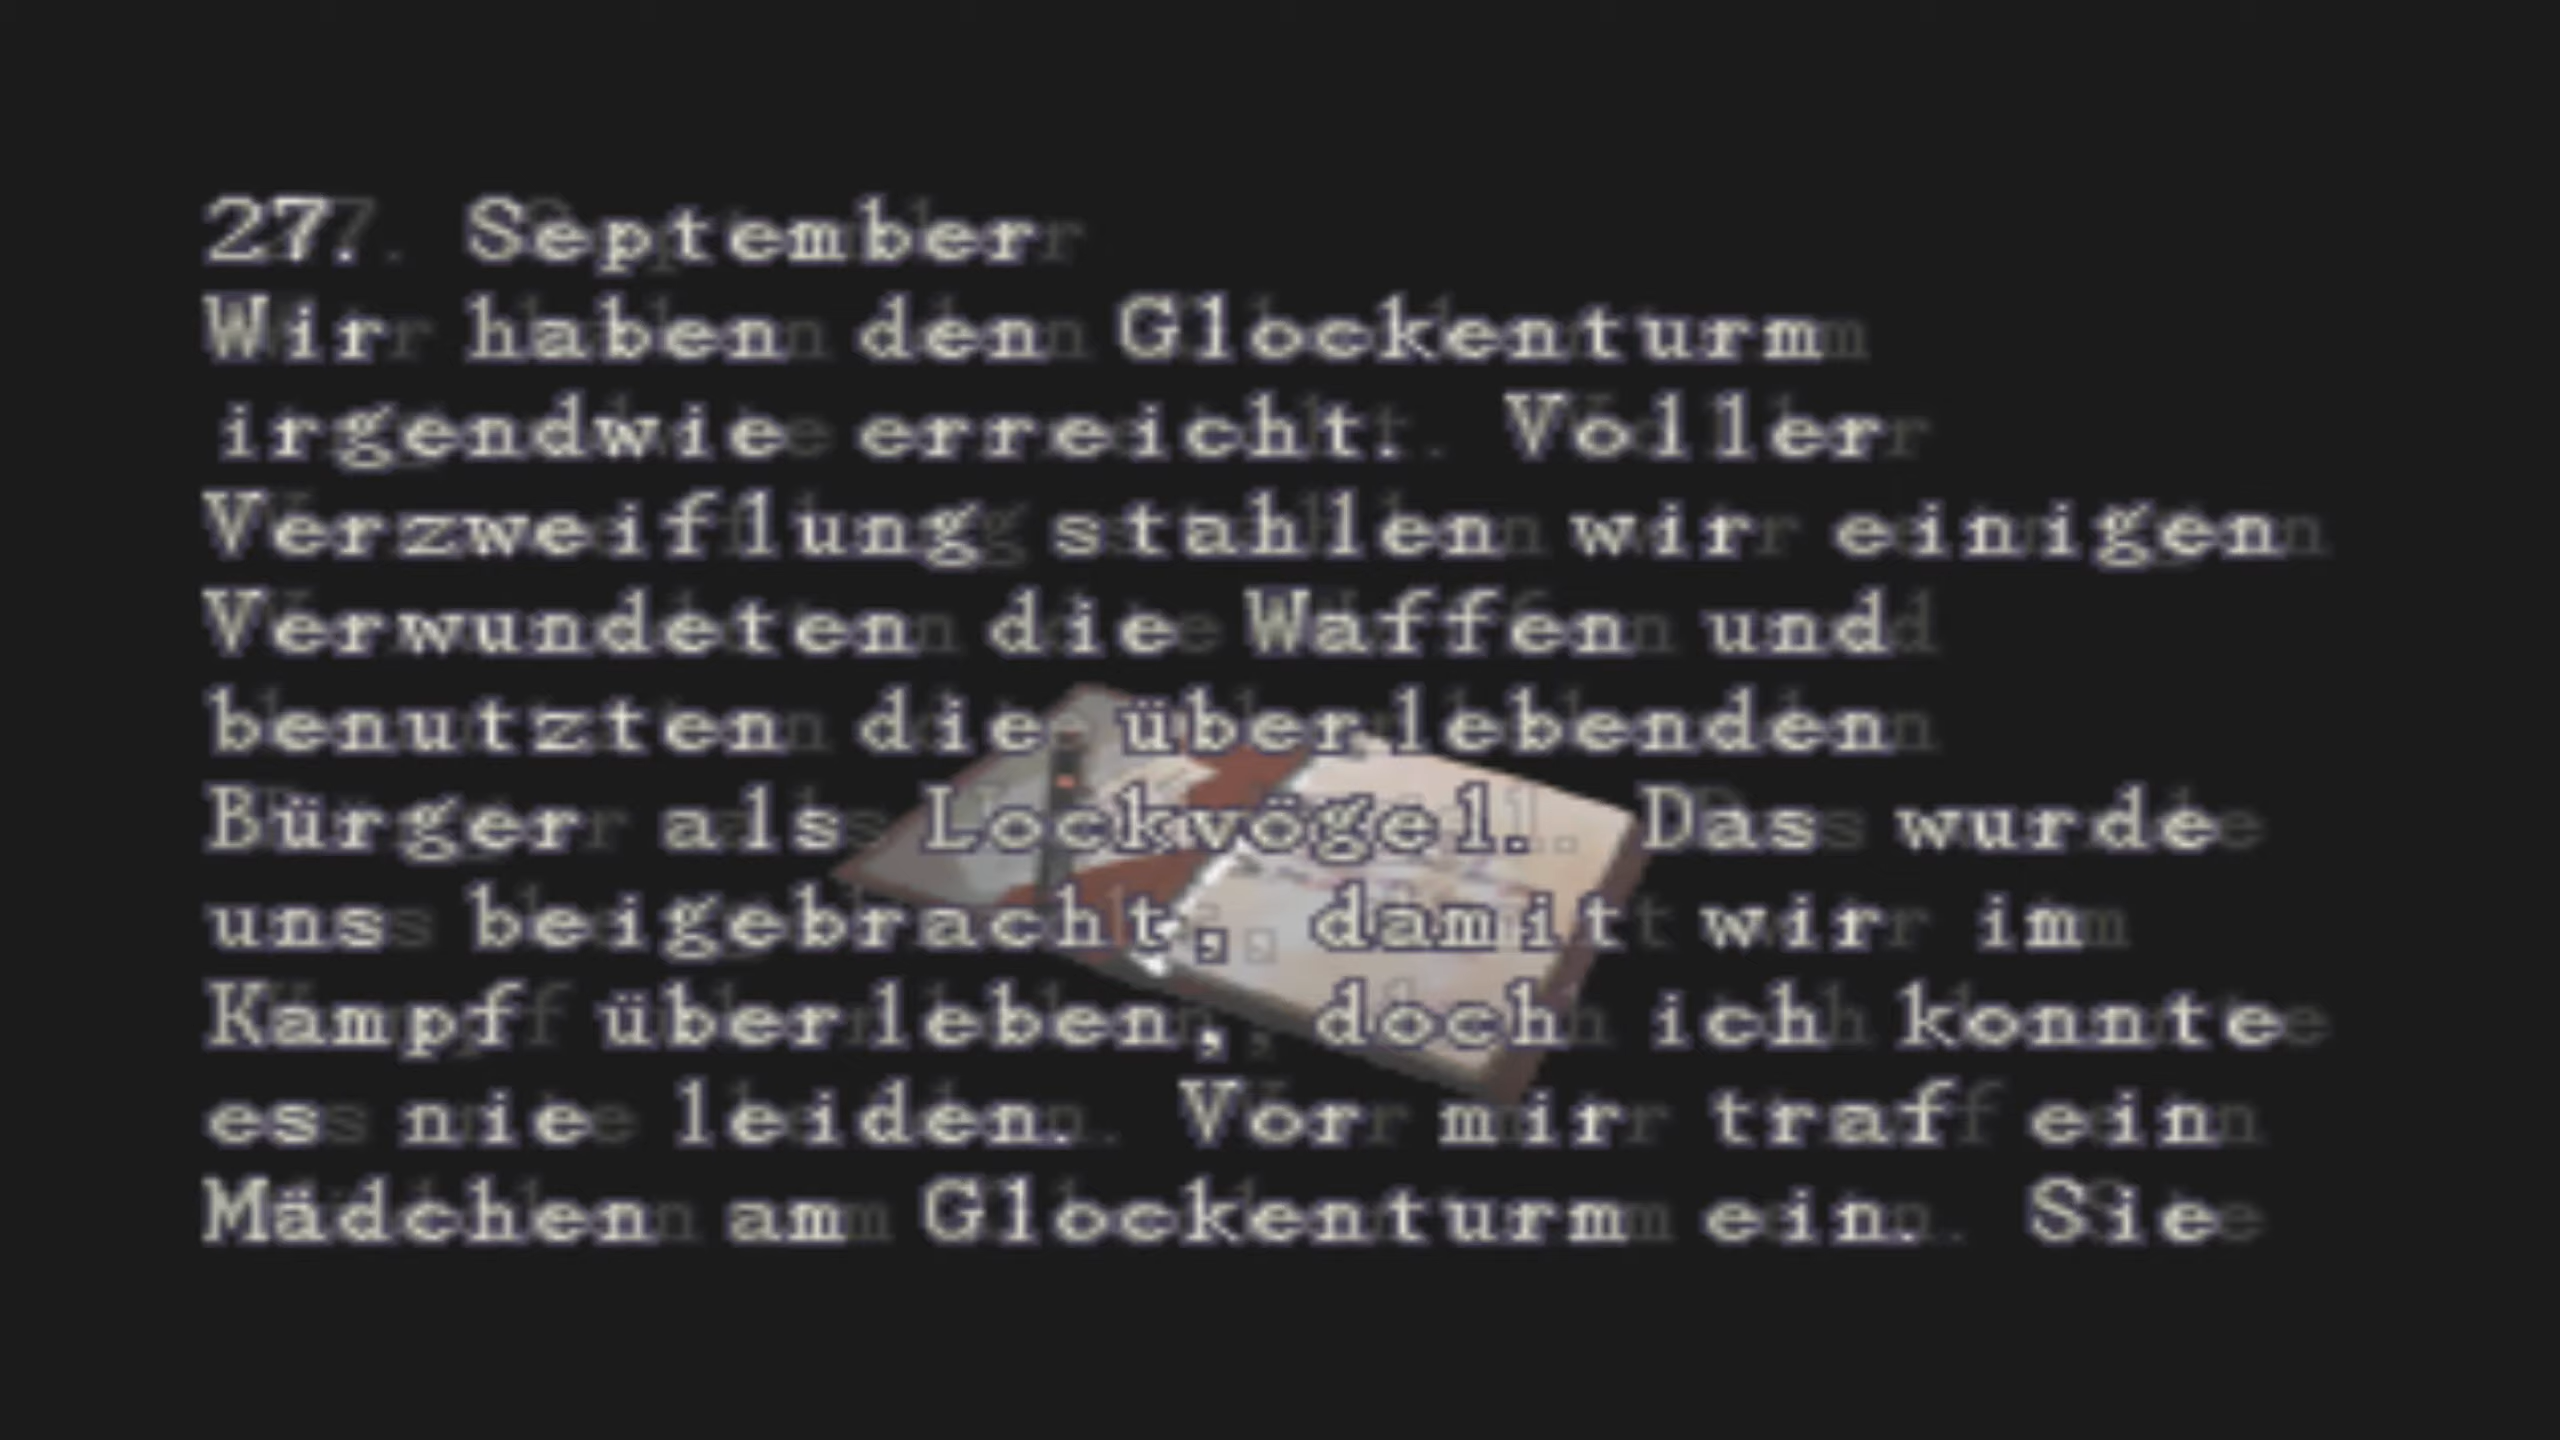 27. September
Wir haben den Glockenturm
irgendwie erreicht. Voller
Verzweiflung stahlen wir einigen
Verwundeten die Waffen und
benutzten die überlebenden
Bürger als Lockvögel. Das wurde
uns beigebracht, damit wir im
Kampf überleben, doch ich konnte
es nie leiden. Vor mir traf ein
Mädchen am Glockenturm ein. Sie